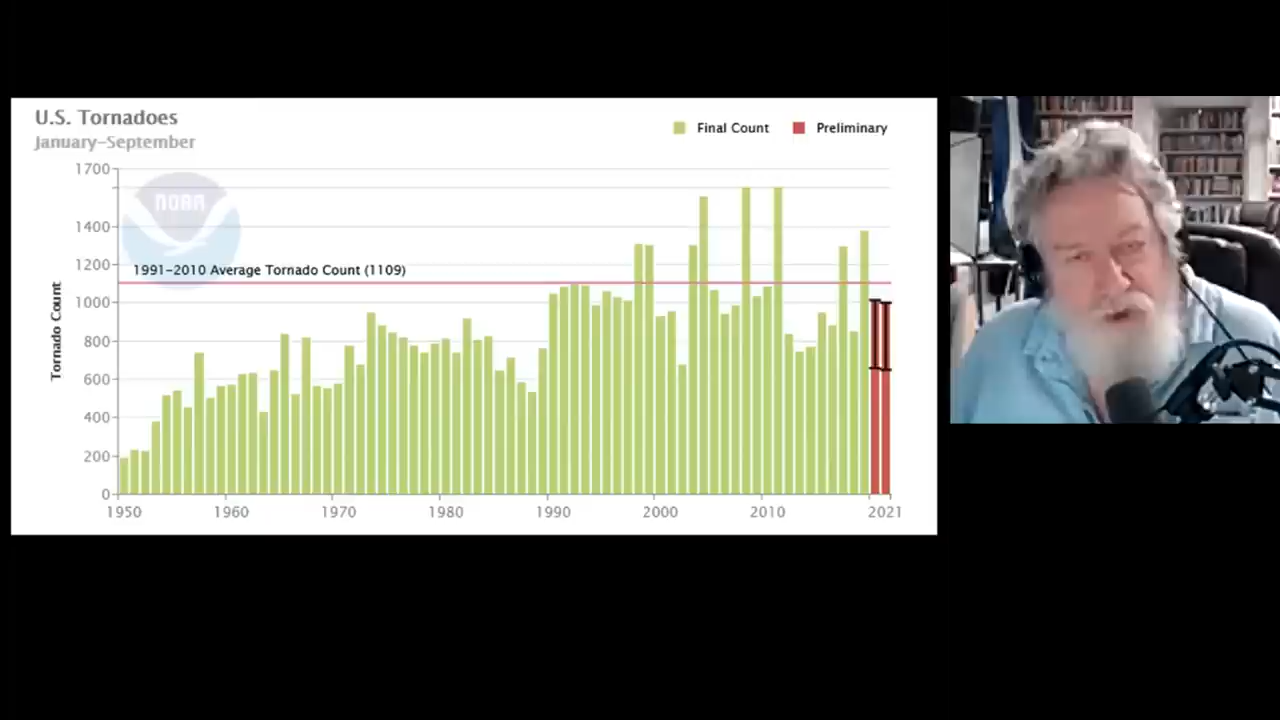 U.S. Tornadoes
January–September
Final Count
Preliminary
1700
1400
1200
1000
800
600
400
200
0
Tornado Count
NOAA
1991–2010 Average Tornado Count (1109)
1950
1960
1970
1980
1990
2000
2010
2021